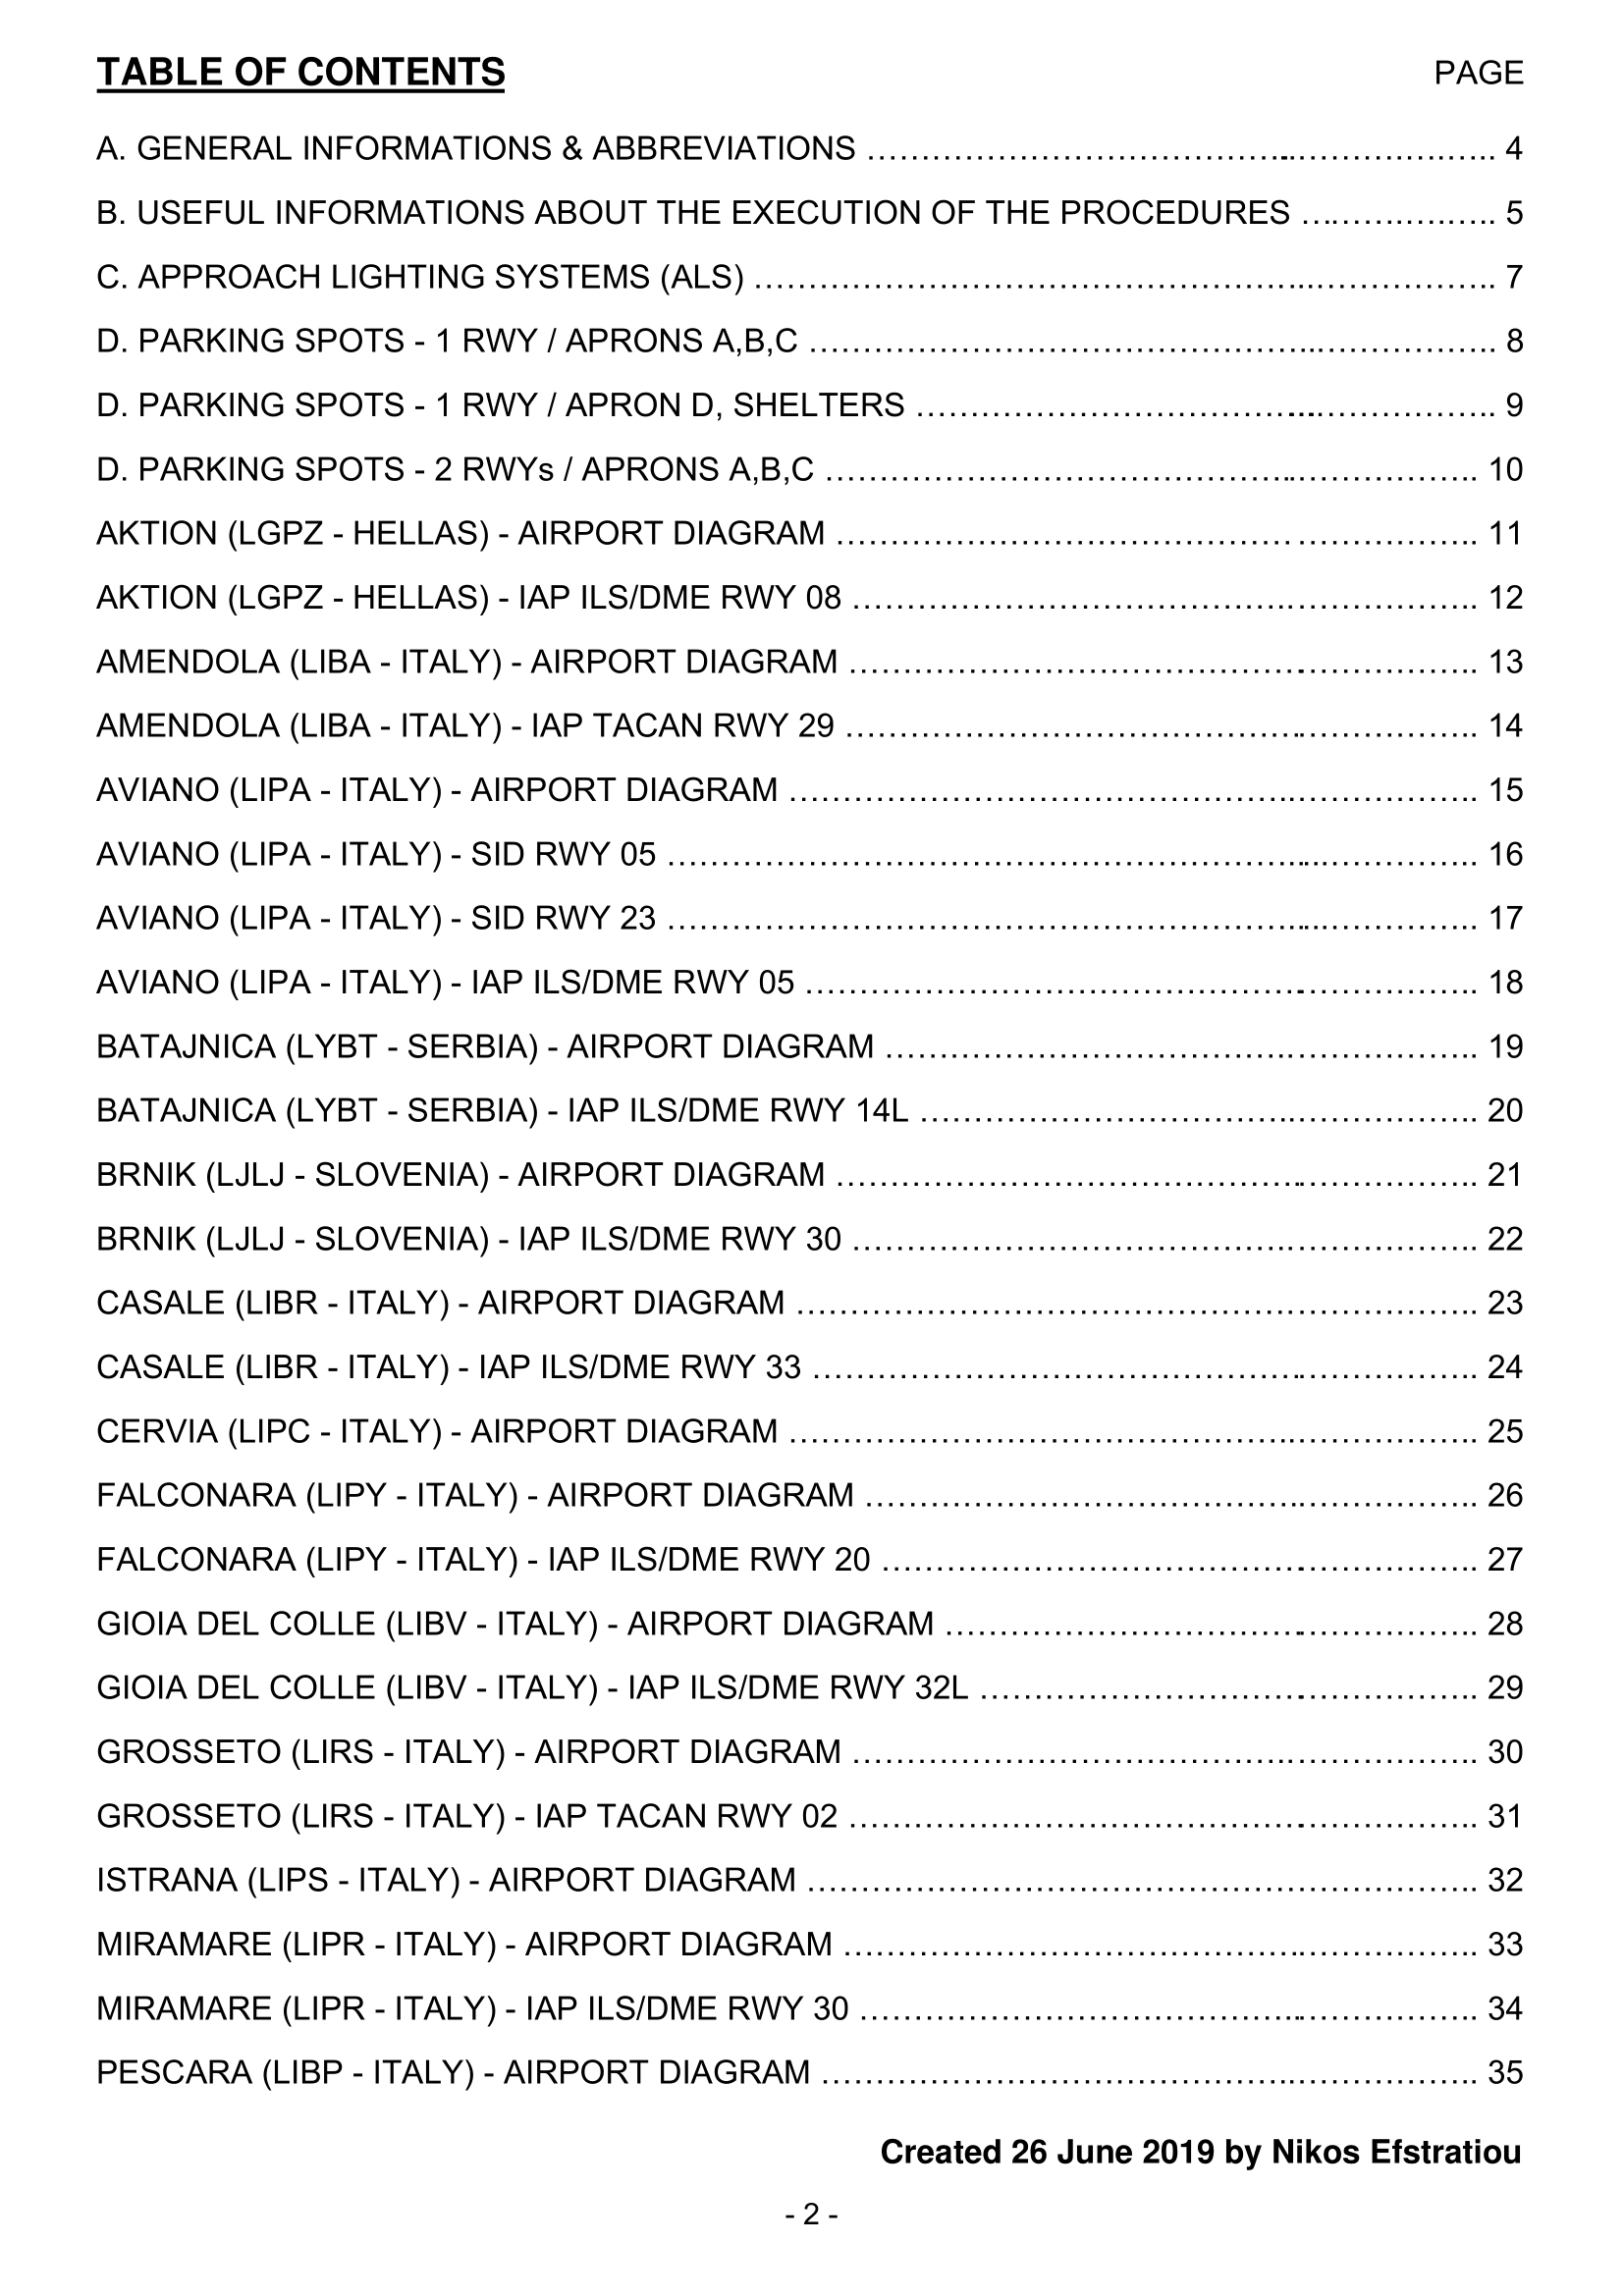 TABLE OF CONTENTS PAGE
A. GENERAL INFORMATIONS & ABBREVIATIONS ........................................................ 4
B. USEFUL INFORMATIONS ABOUT THE EXECUTION OF THE PROCEDURES .................. 5
C. APPROACH LIGHTING SYSTEMS (ALS) .................................................................... 7
D. PARKING SPOTS - 1 RWY / APRONS A,B,C ............................................................... 8
D. PARKING SPOTS - 1 RWY / APRON D, SHELTERS ..................................................... 9
D. PARKING SPOTS - 2 RWYs / APRONS A,B,C ............................................................ 10
AKTION (LGPZ - HELLAS) - AIRPORT DIAGRAM ........................................................... 11
AKTION (LGPZ - HELLAS) - IAP ILS/DME RWY 08 .......................................................... 12
AMENDOLA (LIBA - ITALY) - AIRPORT DIAGRAM .......................................................... 13
AMENDOLA (LIBA - ITALY) - IAP TACAN RWY 29 .......................................................... 14
AVIANO (LIPA - ITALY) - AIRPORT DIAGRAM ............................................................... 15
AVIANO (LIPA - ITALY) - SID RWY 05 .......................................................................... 16
AVIANO (LIPA - ITALY) - SID RWY 23 .......................................................................... 17
AVIANO (LIPA - ITALY) - IAP ILS/DME RWY 05 .............................................................. 18
BATAJNICA (LYBT - SERBIA) - AIRPORT DIAGRAM ....................................................... 19
BATAJNICA (LYBT - SERBIA) - IAP ILS/DME RWY 14L .................................................... 20
BRNIK (LJLJ - SLOVENIA) - AIRPORT DIAGRAM ........................................................... 21
BRNIK (LJLJ - SLOVENIA) - IAP ILS/DME RWY 30 .......................................................... 22
CASALE (LIBR - ITALY) - AIRPORT DIAGRAM ............................................................... 23
CASALE (LIBR - ITALY) - IAP ILS/DME RWY 33 .............................................................. 24
CERVIA (LIPC - ITALY) - AIRPORT DIAGRAM ................................................................ 25
FALCONARA (LIPY - ITALY) - AIRPORT DIAGRAM ......................................................... 26
FALCONARA (LIPY - ITALY) - IAP ILS/DME RWY 20 ........................................................ 27
GIOIA DEL COLLE (LIBV - ITALY) - AIRPORT DIAGRAM .................................................. 28
GIOIA DEL COLLE (LIBV - ITALY) - IAP ILS/DME RWY 32L ............................................... 29
GROSSETO (LIRS - ITALY) - AIRPORT DIAGRAM .......................................................... 30
GROSSETO (LIRS - ITALY) - IAP TACAN RWY 02 ........................................................... 31
ISTRANA (LIPS - ITALY) - AIRPORT DIAGRAM .............................................................. 32
MIRAMARE (LIPR - ITALY) - AIRPORT DIAGRAM ........................................................... 33
MIRAMARE (LIPR - ITALY) - IAP ILS/DME RWY 30 .......................................................... 34
PESCARA (LIBP - ITALY) - AIRPORT DIAGRAM ............................................................. 35
Created 26 June 2019 by Nikos Efstratiou
- 2 -